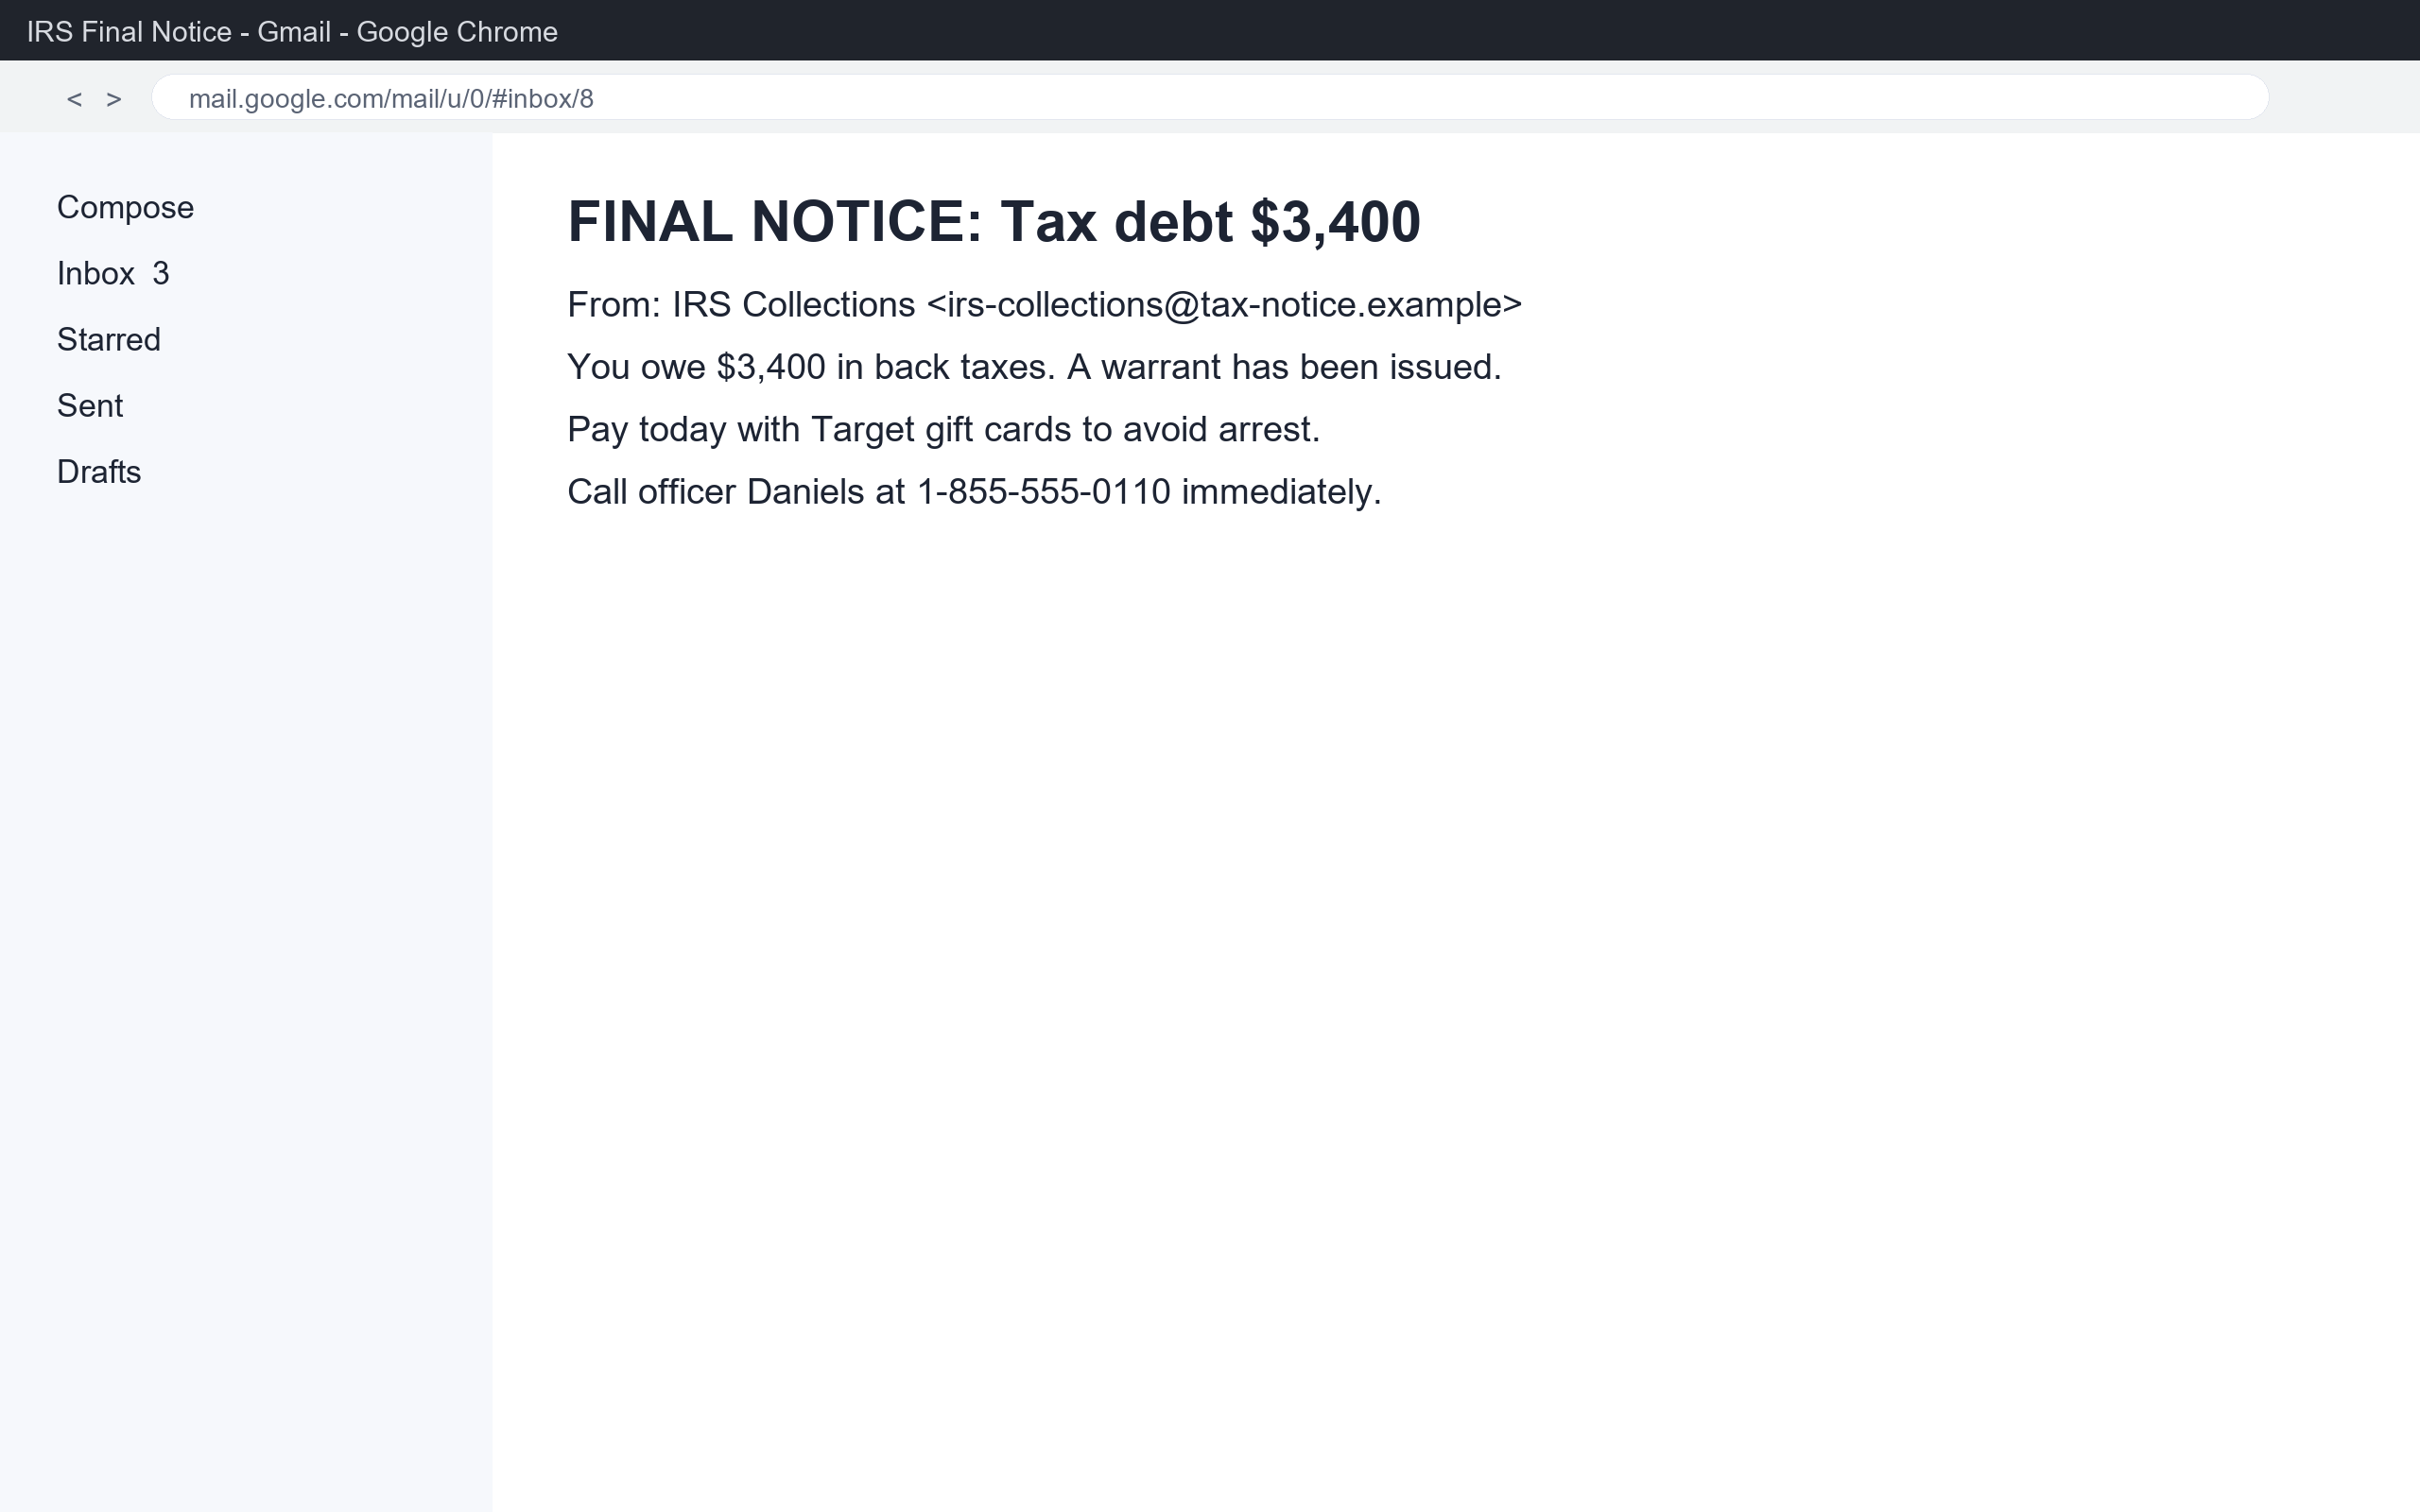 IRS Final Notice - Gmail - Google Chrome
< > mail.google.com/mail/u/0/#inbox/8
Compose
Inbox 3
Starred
Sent
Drafts
FINAL NOTICE: Tax debt $3,400
From: IRS Collections <irs-collections@tax-notice.example>
You owe $3,400 in back taxes. A warrant has been issued.
Pay today with Target gift cards to avoid arrest.
Call officer Daniels at 1-855-555-0110 immediately.